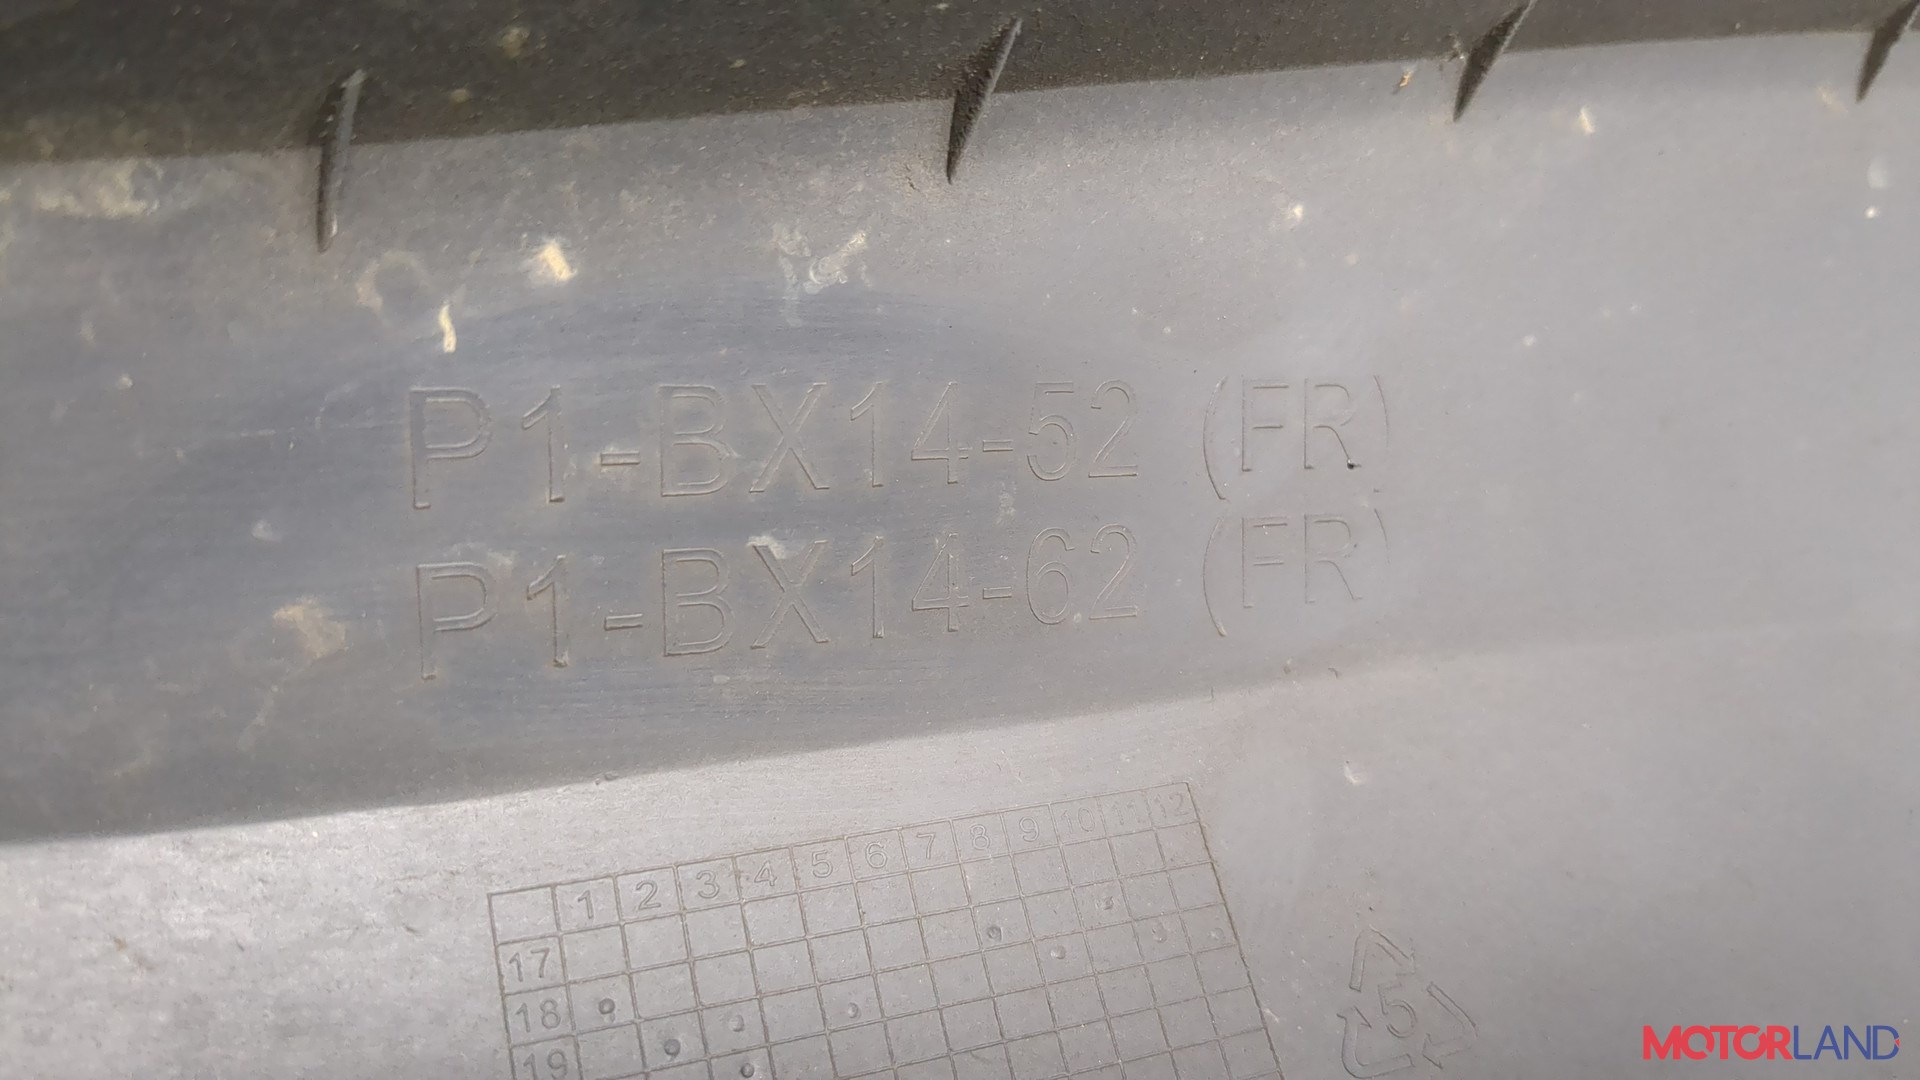 P1-BX14-52 (FR)
P1-BX14-62 (FR)
1 2 3 4 5 6 7 8 9 10 11 12
17
18
19
5
MOTORLAND